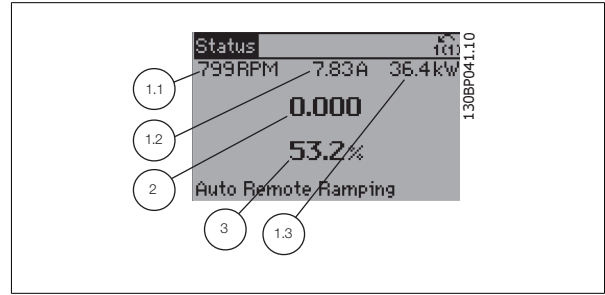 Status
1(1)
799RPM 7.83A 36.4kW
0.000
53.2%
Auto Remote Ramping
130BP041.10
1.1
1.2
2
3
1.3